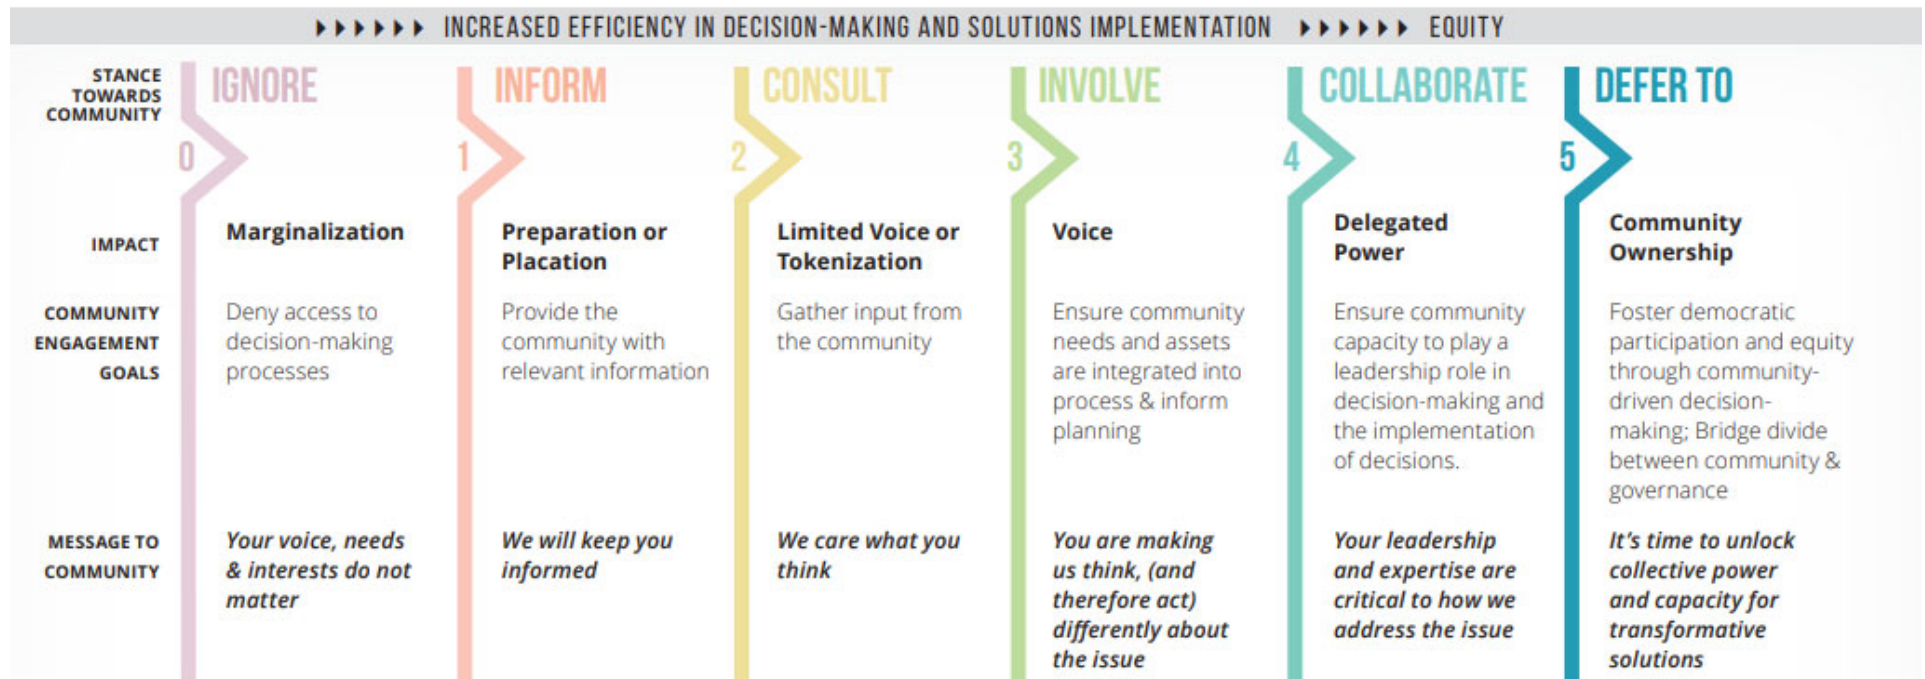 INCREASED EFFICIENCY IN DECISION-MAKING AND SOLUTIONS IMPLEMENTATION EQUITY
STANCE
TOWARDS
COMMUNITY
IGNORE
INFORM
CONSULT
INVOLVE
COLLABORATE
DEFER TO
0
1
2
3
4
5
IMPACT
Marginalization
Preparation or
Placation
Limited Voice or
Tokenization
Voice
Delegated
Power
Community
Ownership
COMMUNITY
ENGAGEMENT
GOALS
Deny access to
decision-making
processes
Provide the
community with
relevant information
Gather input from
the community
Ensure community
needs and assets
are integrated into
process & inform
planning
Ensure community
capacity to play a
leadership role in
decision-making and
the implementation
of decisions.
Foster democratic
participation and equity
through community-
driven decision-
making; Bridge divide
between community &
governance
MESSAGE TO
COMMUNITY
Your voice, needs
& interests do not
matter
We will keep you
informed
We care what you
think
You are making
us think, (and
therefore act)
differently about
the issue
Your leadership
and expertise are
critical to how we
address the issue
It's time to unlock
collective power
and capacity for
transformative
solutions